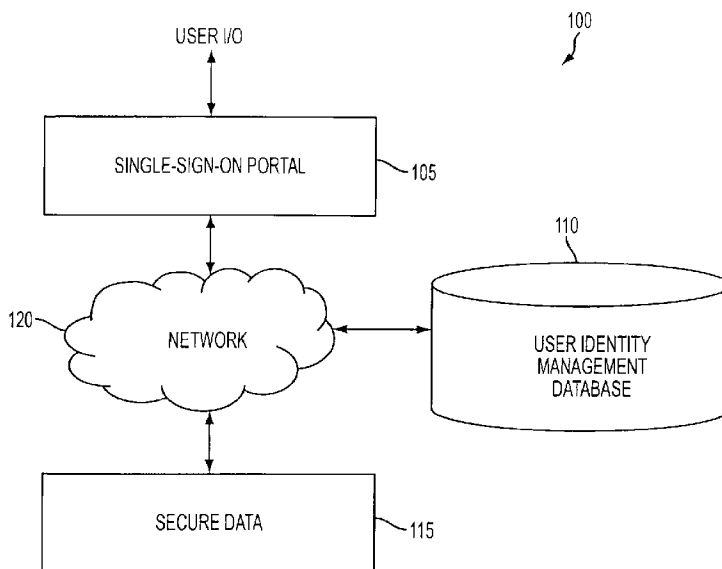 USER I/O
100
SINGLE-SIGN-ON PORTAL
105
110
120
NETWORK
USER IDENTITY
MANAGEMENT
DATABASE
SECURE DATA
115